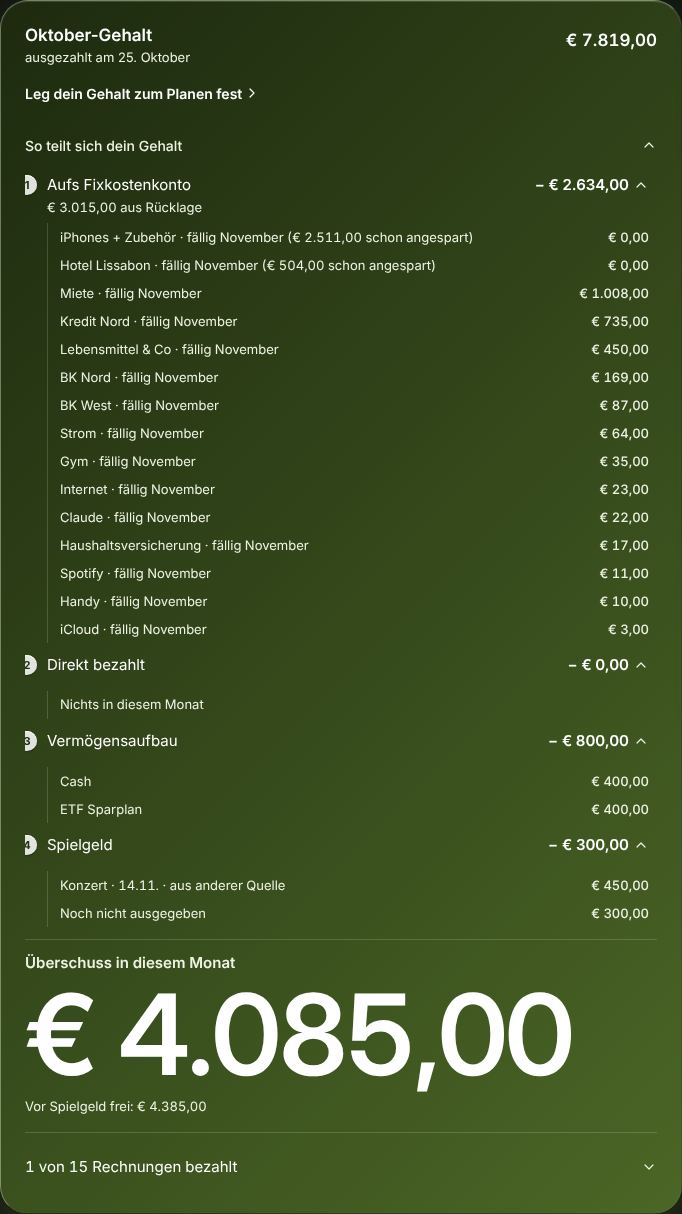 Oktober-Gehalt
€ 7.819,00
ausgezahlt am 25. Oktober
Leg dein Gehalt zum Planen fest
So teilt sich dein Gehalt
1 Aufs Fixkostenkonto – € 2.634,00
€ 3.015,00 aus Rücklage
iPhones + Zubehör · fällig November (€ 2.511,00 schon angespart) € 0,00
Hotel Lissabon · fällig November (€ 504,00 schon angespart) € 0,00
Miete · fällig November € 1.008,00
Kredit Nord · fällig November € 735,00
Lebensmittel & Co · fällig November € 450,00
BK Nord · fällig November € 169,00
BK West · fällig November € 87,00
Strom · fällig November € 64,00
Gym · fällig November € 35,00
Internet · fällig November € 23,00
Claude · fällig November € 22,00
Haushaltsversicherung · fällig November € 17,00
Spotify · fällig November € 11,00
Handy · fällig November € 10,00
iCloud · fällig November € 3,00
2 Direkt bezahlt – € 0,00
Nichts in diesem Monat
3 Vermögensaufbau – € 800,00
Cash € 400,00
ETF Sparplan € 400,00
4 Spielgeld – € 300,00
Konzert · 14.11. · aus anderer Quelle € 450,00
Noch nicht ausgegeben € 300,00
Überschuss in diesem Monat
€ 4.085,00
Vor Spielgeld frei: € 4.385,00
1 von 15 Rechnungen bezahlt